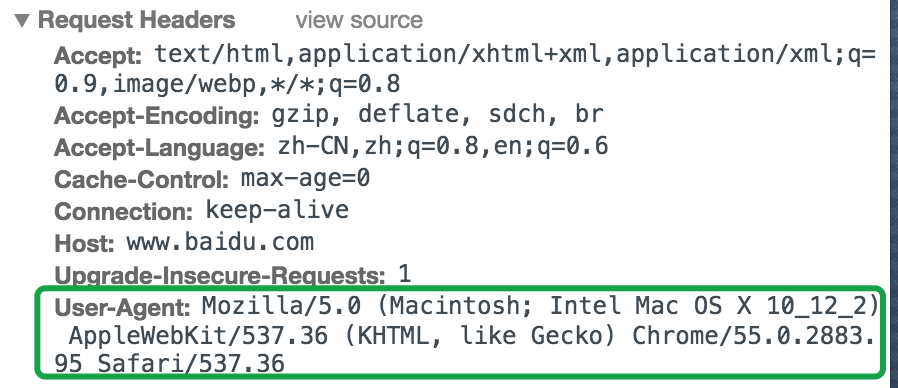 ▼ Request Headers view source
Accept: text/html,application/xhtml+xml,application/xml;q=
0.9,image/webp,*/*;q=0.8
Accept-Encoding: gzip, deflate, sdch, br
Accept-Language: zh-CN,zh;q=0.8,en;q=0.6
Cache-Control: max-age=0
Connection: keep-alive
Host: www.baidu.com
Upgrade-Insecure-Requests: 1
User-Agent: Mozilla/5.0 (Macintosh; Intel Mac OS X 10_12_2)
AppleWebKit/537.36 (KHTML, like Gecko) Chrome/55.0.2883.
95 Safari/537.36